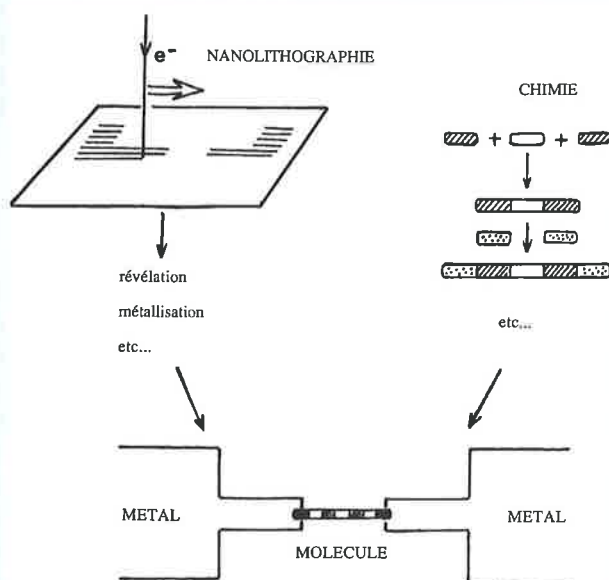 e⁻ NANOLITHOGRAPHIE
CHIMIE
+ +
révélation
métallisation
etc...
etc...
METAL
METAL
MOLECULE